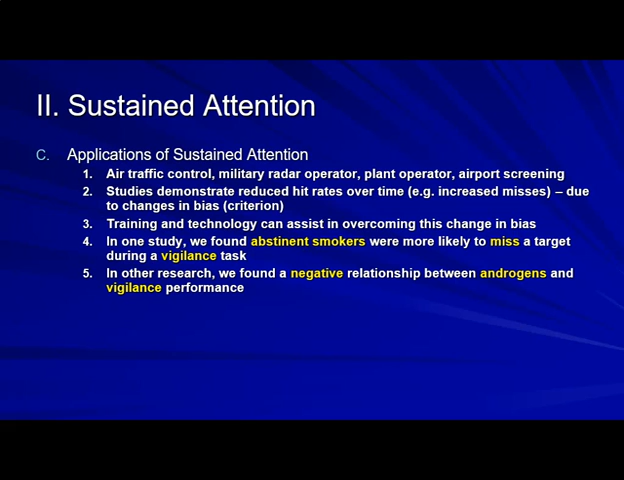 II. Sustained Attention
C. Applications of Sustained Attention
1. Air traffic control, military radar operator, plant operator, airport screening
2. Studies demonstrate reduced hit rates over time (e.g. increased misses) – due
to changes in bias (criterion)
3. Training and technology can assist in overcoming this change in bias
4. In one study, we found abstinent smokers were more likely to miss a target
during a vigilance task
5. In other research, we found a negative relationship between androgens and
vigilance performance